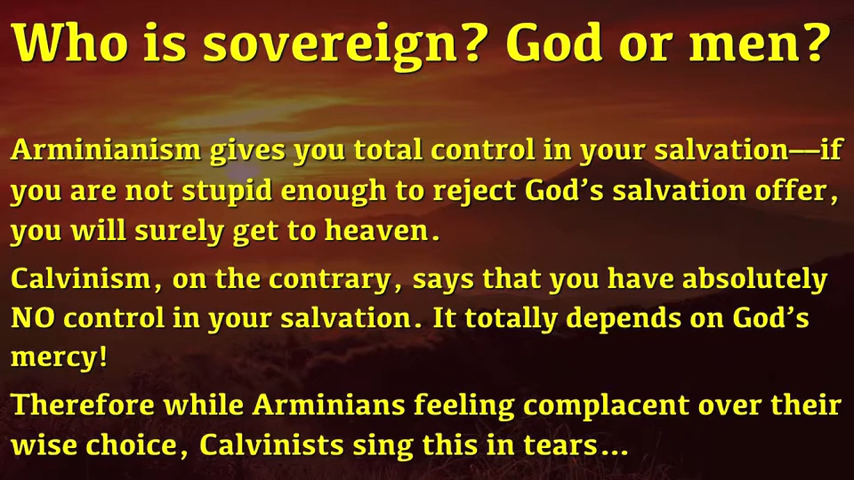 Who is sovereign? God or men?
Arminianism gives you total control in your salvation—if
you are not stupid enough to reject God's salvation offer,
you will surely get to heaven.
Calvinism, on the contrary, says that you have absolutely
NO control in your salvation. It totally depends on God's
mercy!
Therefore while Arminians feeling complacent over their
wise choice, Calvinists sing this in tears...